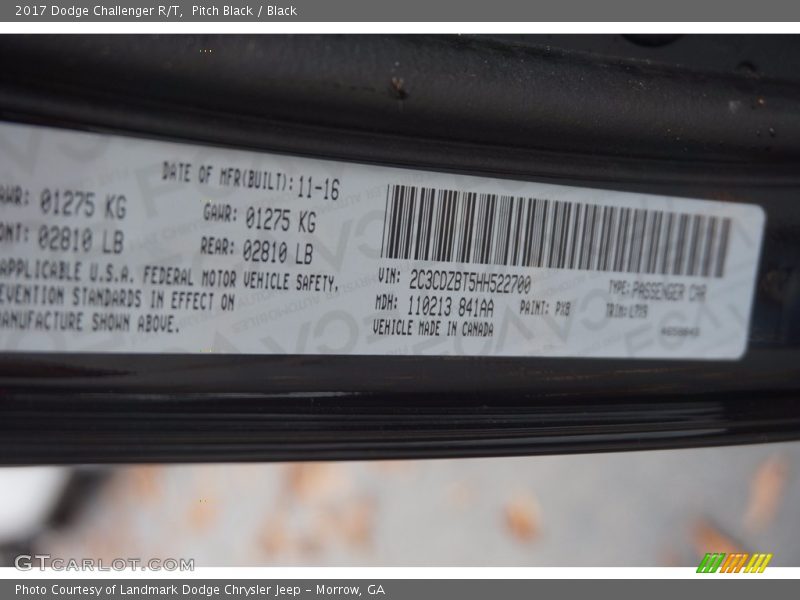 2017 Dodge Challenger R/T, Pitch Black / Black
DATE OF MFR(BUILT): 11-16
01275 KG GAWR: 01275 KG
02810 LB REAR: 02810 LB
APPLICABLE U.S.A. FEDERAL MOTOR VEHICLE SAFETY,
EVENTION STANDARDS IN EFFECT ON
ANUFACTURE SHOWN ABOVE.
VIN: 2C3CDZBT5HH522700 TYPE: PASSENGER CAR
MDH: 110213 841AA PAINT: PX8 TRIM:
VEHICLE MADE IN CANADA
GTCARLOT.COM
Photo Courtesy of Landmark Dodge Chrysler Jeep – Morrow, GA